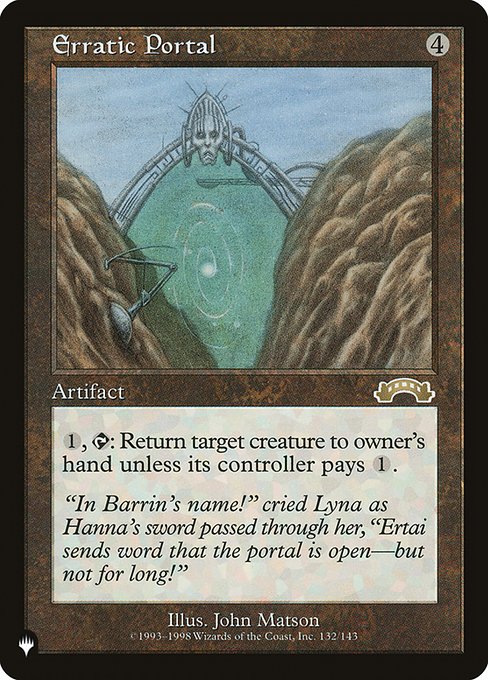 Erratic Portal
4
Artifact
1, : Return target creature to owner's
hand unless its controller pays 1.
"In Barrin's name!" cried Lyna as
Hanna's sword passed through her, "Ertai
sends word that the portal is open—but
not for long!"
Illus. John Matson
©1993–1998 Wizards of the Coast, Inc. 132/143